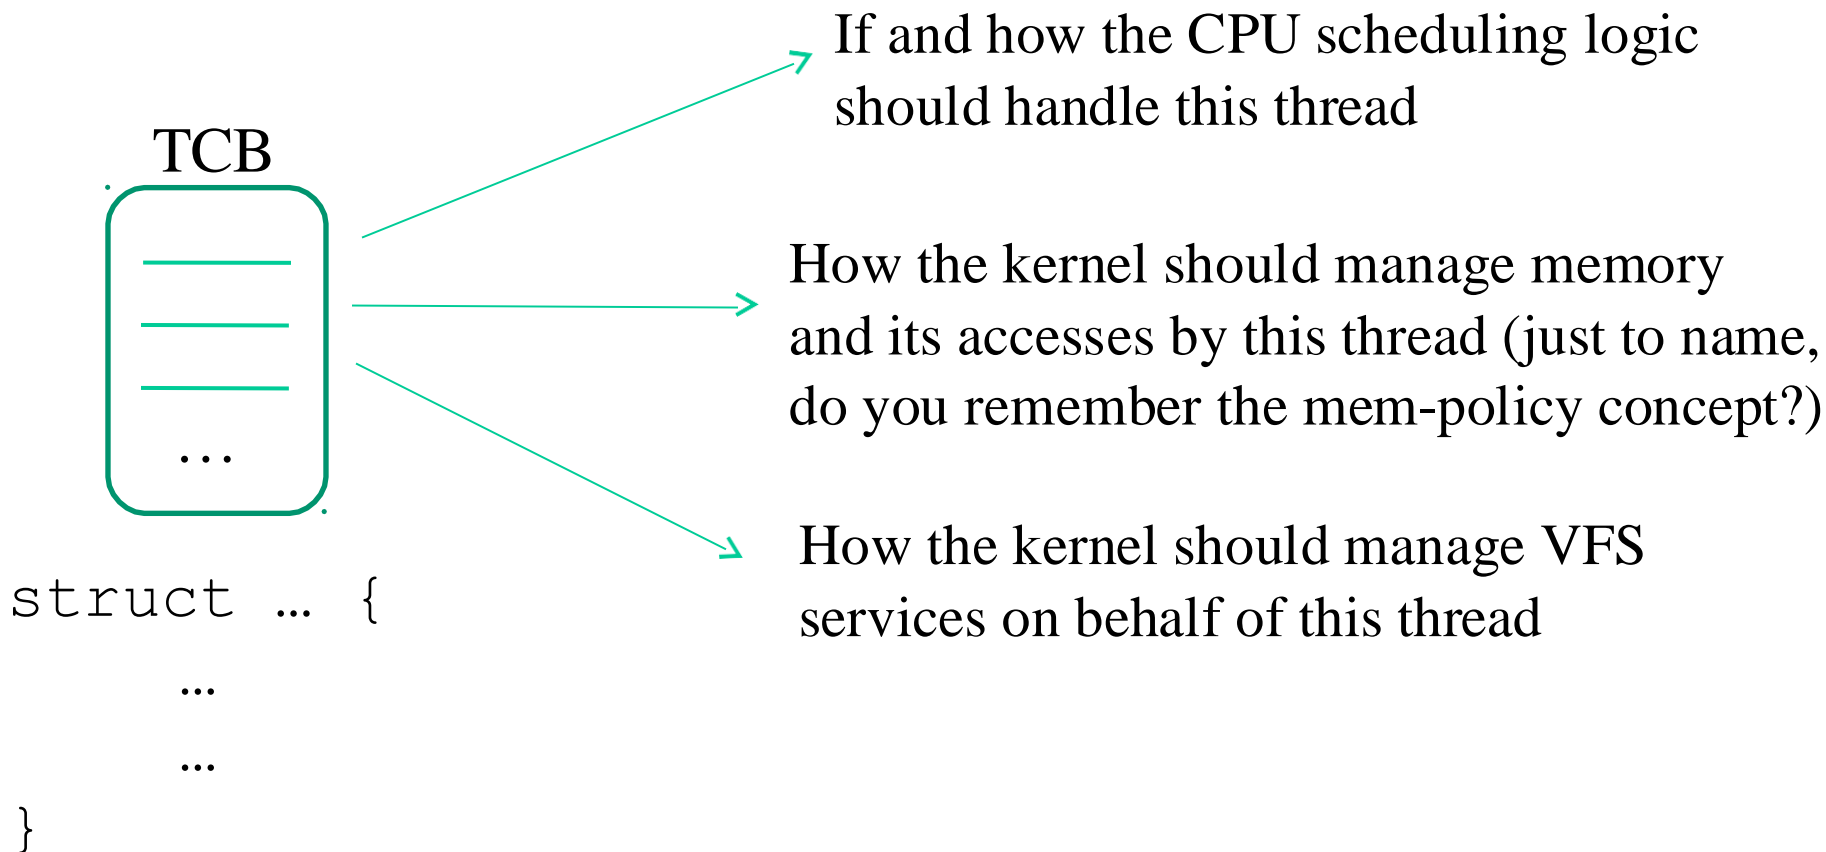 TCB
…
struct … {
…
…
}
If and how the CPU scheduling logic
should handle this thread
How the kernel should manage memory
and its accesses by this thread (just to name,
do you remember the mem-policy concept?)
How the kernel should manage VFS
services on behalf of this thread